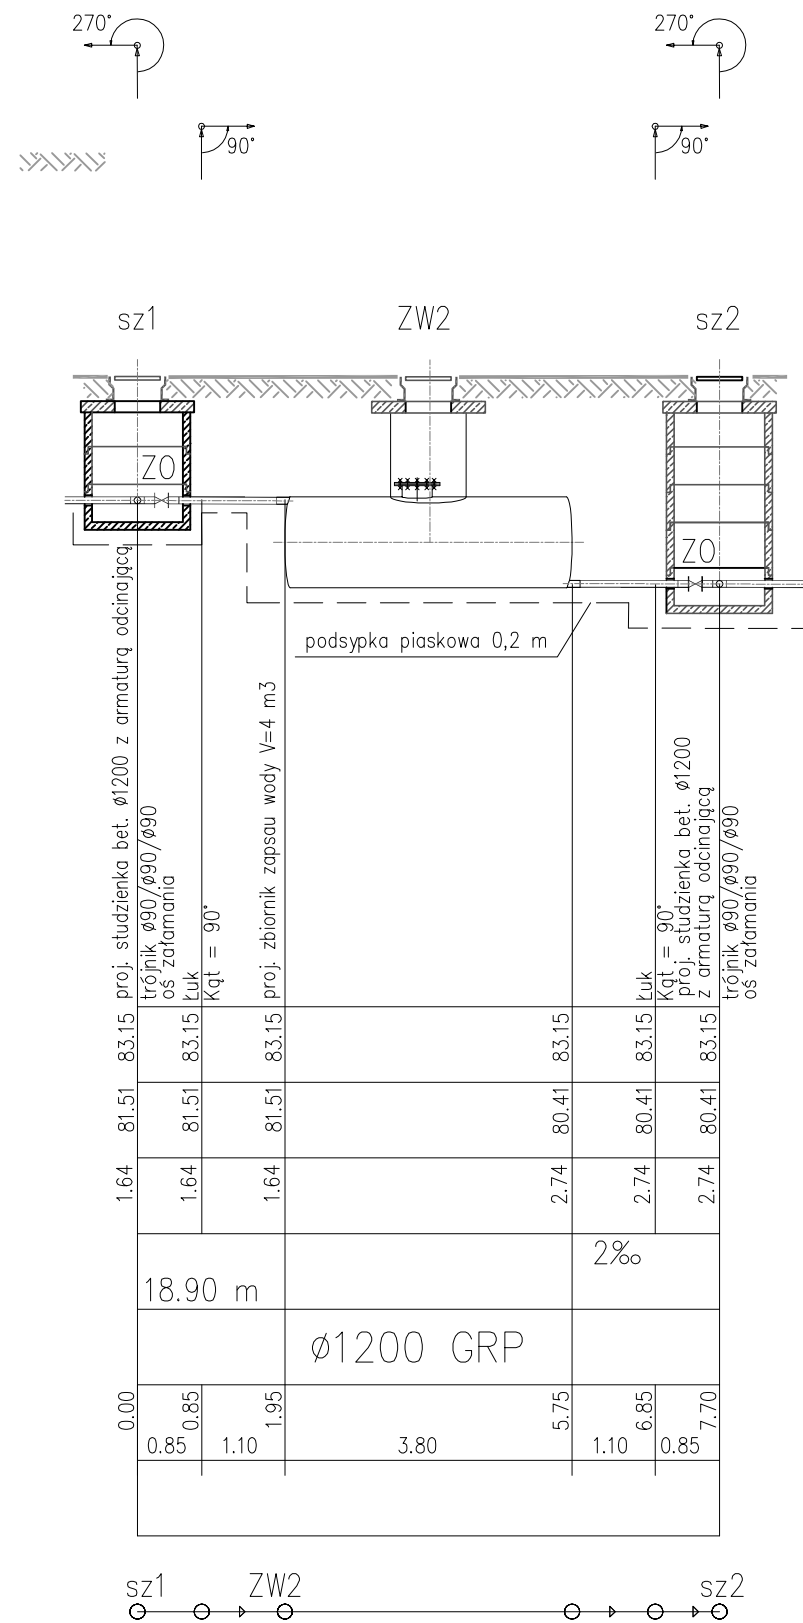 270° 270°
90° 90°
sz1 ZW2 sz2
ZO
ZO
podsypka piaskowa 0,2 m
proj. studzienka bet. ø1200 z armaturą odcinającą
trójnik ø90/ø90/ø90
oś załamania
Łuk
Kąt = 90°
proj. zbiornik zapsau wody V=4 m3
Łuk
Kąt = 90°
proj. studzienka bet. ø1200
z armaturą odcinającą
trójnik ø90/ø90/ø90
oś załamania
83.15 83.15 83.15 83.15 83.15 83.15
81.51 81.51 81.51 80.41 80.41 80.41
1.64 1.64 1.64 2.74 2.74 2.74
2‰
18.90 m
ø1200 GRP
0.00 0.85 1.95 5.75 6.85 7.70
0.85 1.10 3.80 1.10 0.85
sz1 ZW2 sz2